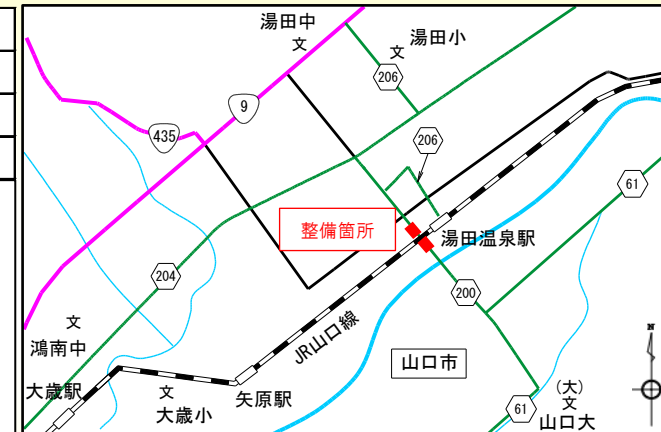 湯田中
文
湯田小
文
206
9
435
206
61
整備箇所
湯田温泉駅
204
200
JR山口線
文
鴻南中
山口市
大歳駅
文
大歳小
矢原駅
61
(大)
文
山口大
N